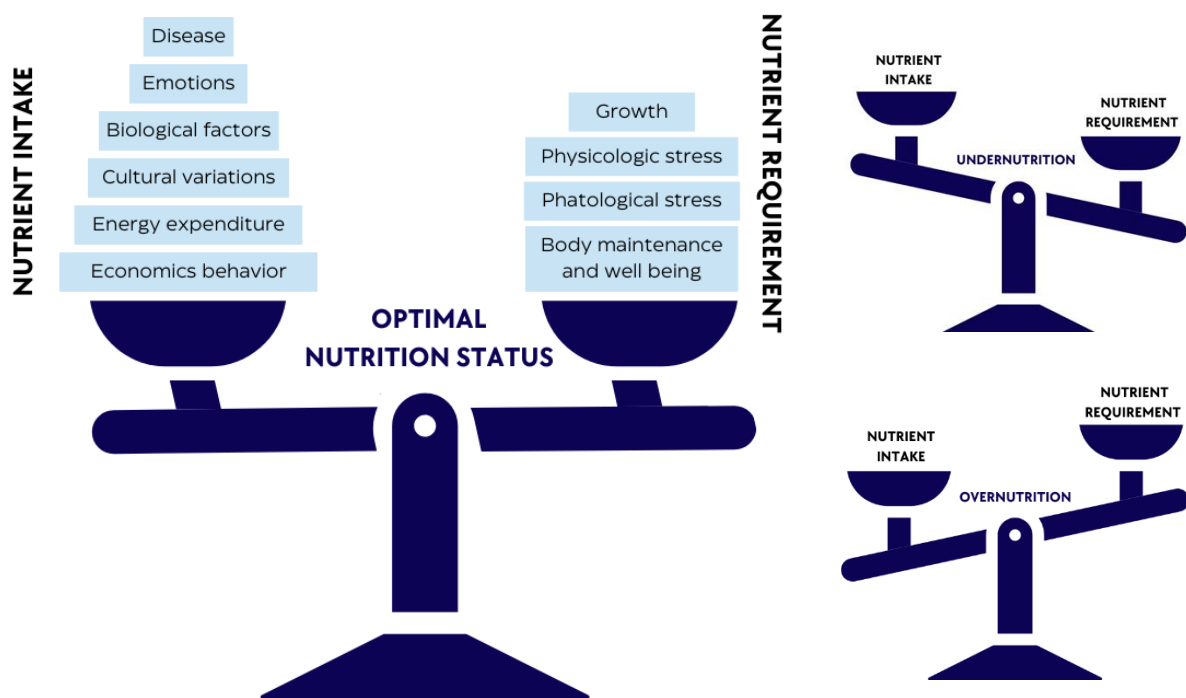 NUTRIENT INTAKE
Disease
Emotions
Biological factors
Cultural variations
Energy expenditure
Economics behavior
OPTIMAL
NUTRITION STATUS
Growth
Physicologic stress
Phatological stress
Body maintenance
and well being
NUTRIENT REQUIREMENT
NUTRIENT
INTAKE
NUTRIENT
REQUIREMENT
UNDERNUTRITION
NUTRIENT
REQUIREMENT
NUTRIENT
INTAKE
OVERNUTRITION